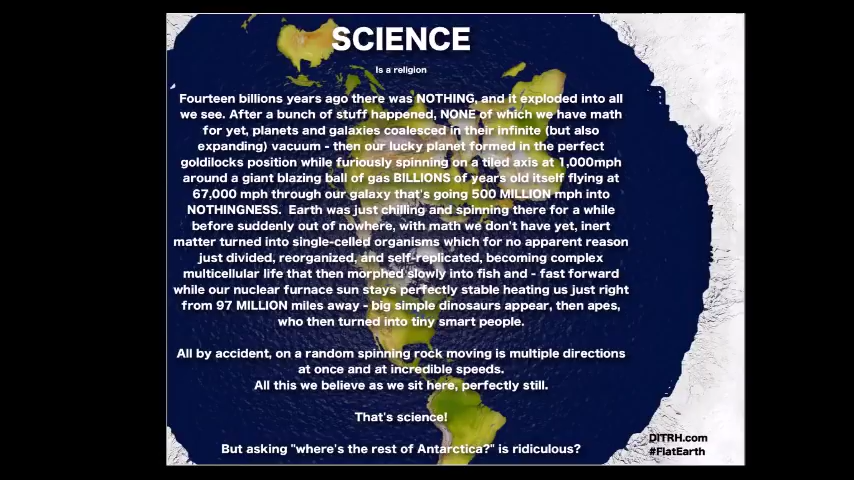 SCIENCE
Is a religion
Fourteen billions years ago there was NOTHING, and it exploded into all
we see. After a bunch of stuff happened, NONE of which we have math
for yet, planets and galaxies coalesced in their infinite (but also
expanding) vacuum - then our lucky planet formed in the perfect
goldilocks position while furiously spinning on a tiled axis at 1,000mph
around a giant blazing ball of gas BILLIONS of years old itself flying at
67,000 mph through our galaxy that's going 500 MILLION mph into
NOTHINGNESS. Earth was just chilling and spinning there for a while
before suddenly out of nowhere, with math we don't have yet, inert
matter turned into single-celled organisms which for no apparent reason
just divided, reorganized, and self-replicated, becoming complex
multicellular life that then morphed slowly into fish and - fast forward
while our nuclear furnace sun stays perfectly stable heating us just right
from 97 MILLION miles away - big simple dinosaurs appear, then apes,
who then turned into tiny smart people.
All by accident, on a random spinning rock moving is multiple directions
at once and at incredible speeds.
All this we believe as we sit here, perfectly still.
That's science!
But asking "where's the rest of Antarctica?" is ridiculous?
DITRH.com
#FlatEarth